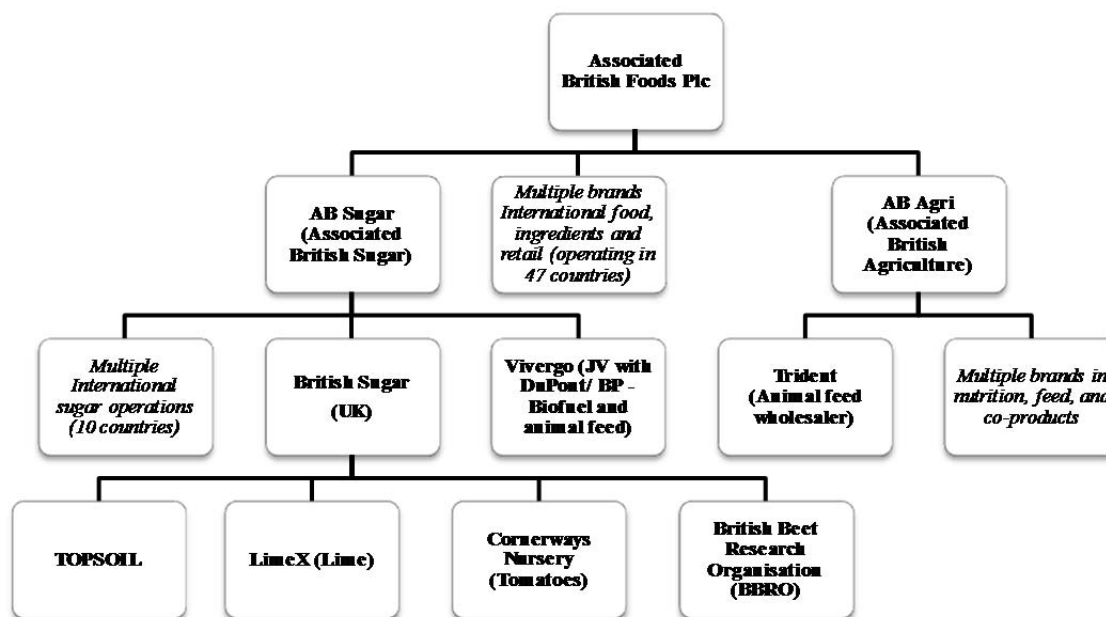 Associated
British Foods Plc
AB Sugar
(Associated
British Sugar)
Multiple brands
International food,
ingredients and
retail (operating in
47 countries)
AB Agri
(Associated
British
Agriculture)
Multiple
International
sugar operations
(10 countries)
British Sugar
(UK)
Vivergo (JV with
DuPont/ BP -
Biofuel and
animal feed)
Trident
(Animal feed
wholesaler)
Multiple brands in
nutrition, feed, and
co-products
TOPSOIL
LimeX (Lime)
Cornerways
Nursery
(Tomatoes)
British Beet
Research
Organisation
(BBRO)